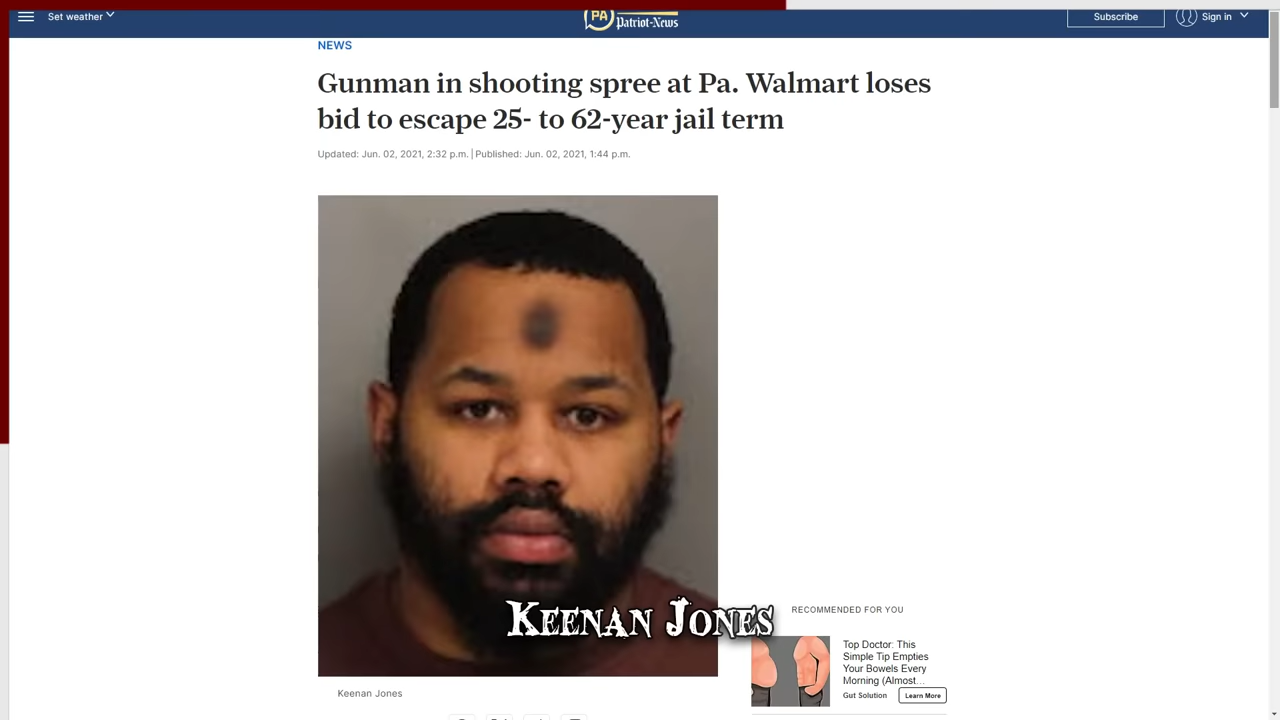 Set weather
PA
Patriot-News
Subscribe
Sign in
NEWS
Gunman in shooting spree at Pa. Walmart loses
bid to escape 25- to 62-year jail term
Updated: Jun. 02, 2021, 2:32 p.m. | Published: Jun. 02, 2021, 1:44 p.m.
KEENAN JONES
Keenan Jones
RECOMMENDED FOR YOU
Top Doctor: This
Simple Tip Empties
Your Bowels Every
Morning (Almost...
Gut Solution
Learn More